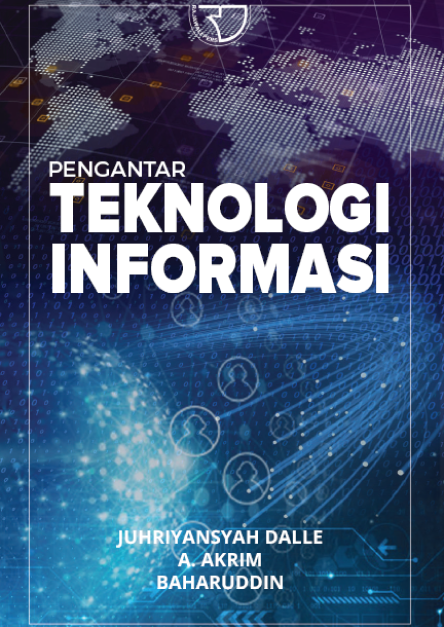 PENGANTAR
TEKNOLOGI
INFORMASI
JUHRIYANSYAH DALLE
A. AKRIM
BAHARUDDIN